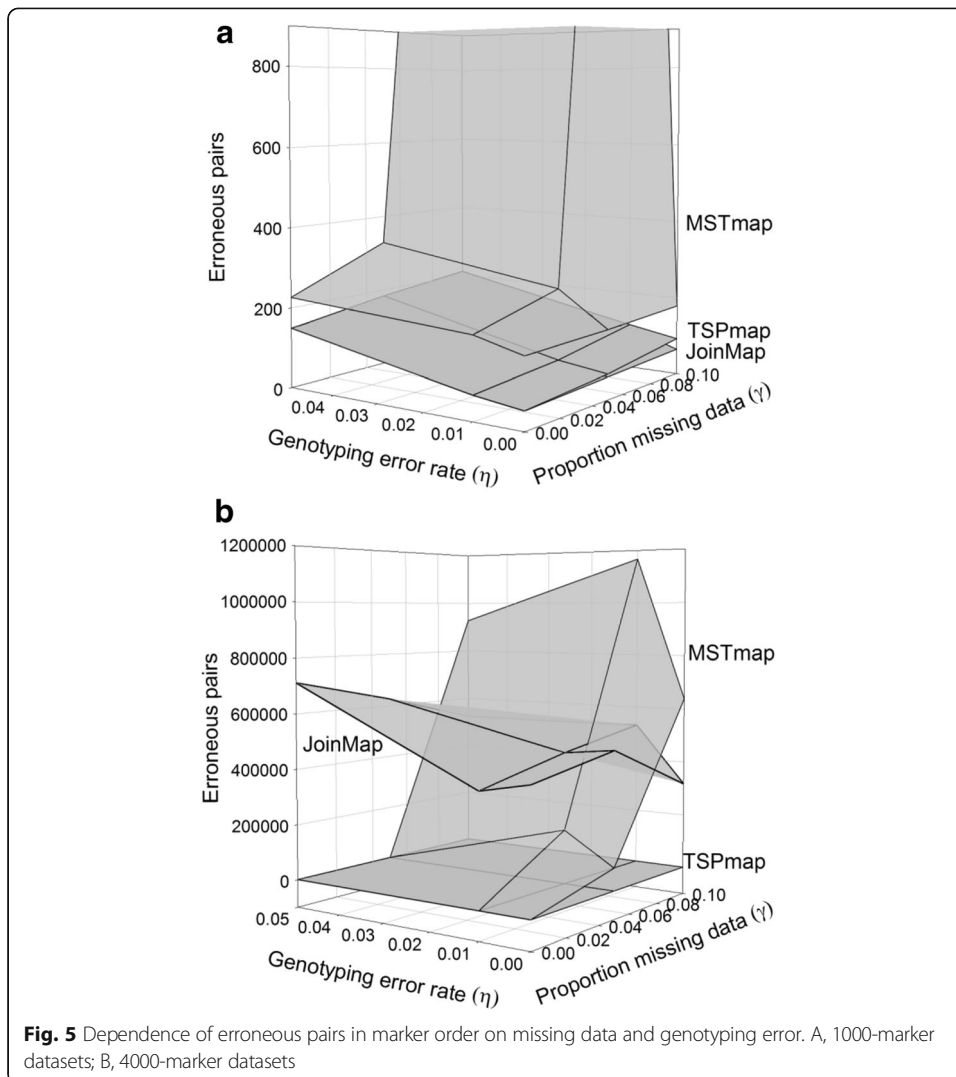 a
800
600
400
200
0
Erroneous pairs
MSTmap
TSPmap
JoinMap
0.04 0.03 0.02 0.01 0.00
Genotyping error rate (η)
0.00 0.02 0.04 0.06 0.08 0.10
Proportion missing data (γ)
b
1200000
1000000
800000
600000
400000
200000
0
Erroneous pairs
JoinMap
MSTmap
TSPmap
0.05 0.04 0.03 0.02 0.01 0.00
Genotyping error rate (η)
0.00 0.02 0.04 0.06 0.08 0.10
Proportion missing data (γ)
Fig. 5 Dependence of erroneous pairs in marker order on missing data and genotyping error. A, 1000-marker
datasets; B, 4000-marker datasets